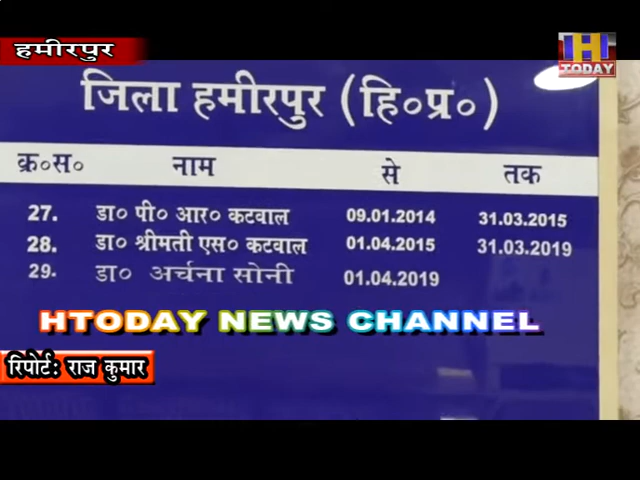 हमीरपुर
H
TODAY
जिला हमीरपुर (हि०प्र०)
क्र०स० नाम से तक
27. डा० पी० आर० कटवाल 09.01.2014 31.03.2015
28. डा० श्रीमती एस० कटवाल 01.04.2015 31.03.2019
29. डा० अर्चना सोनी 01.04.2019
HTODAY NEWS CHANNEL
रिपोर्ट: राज कुमार